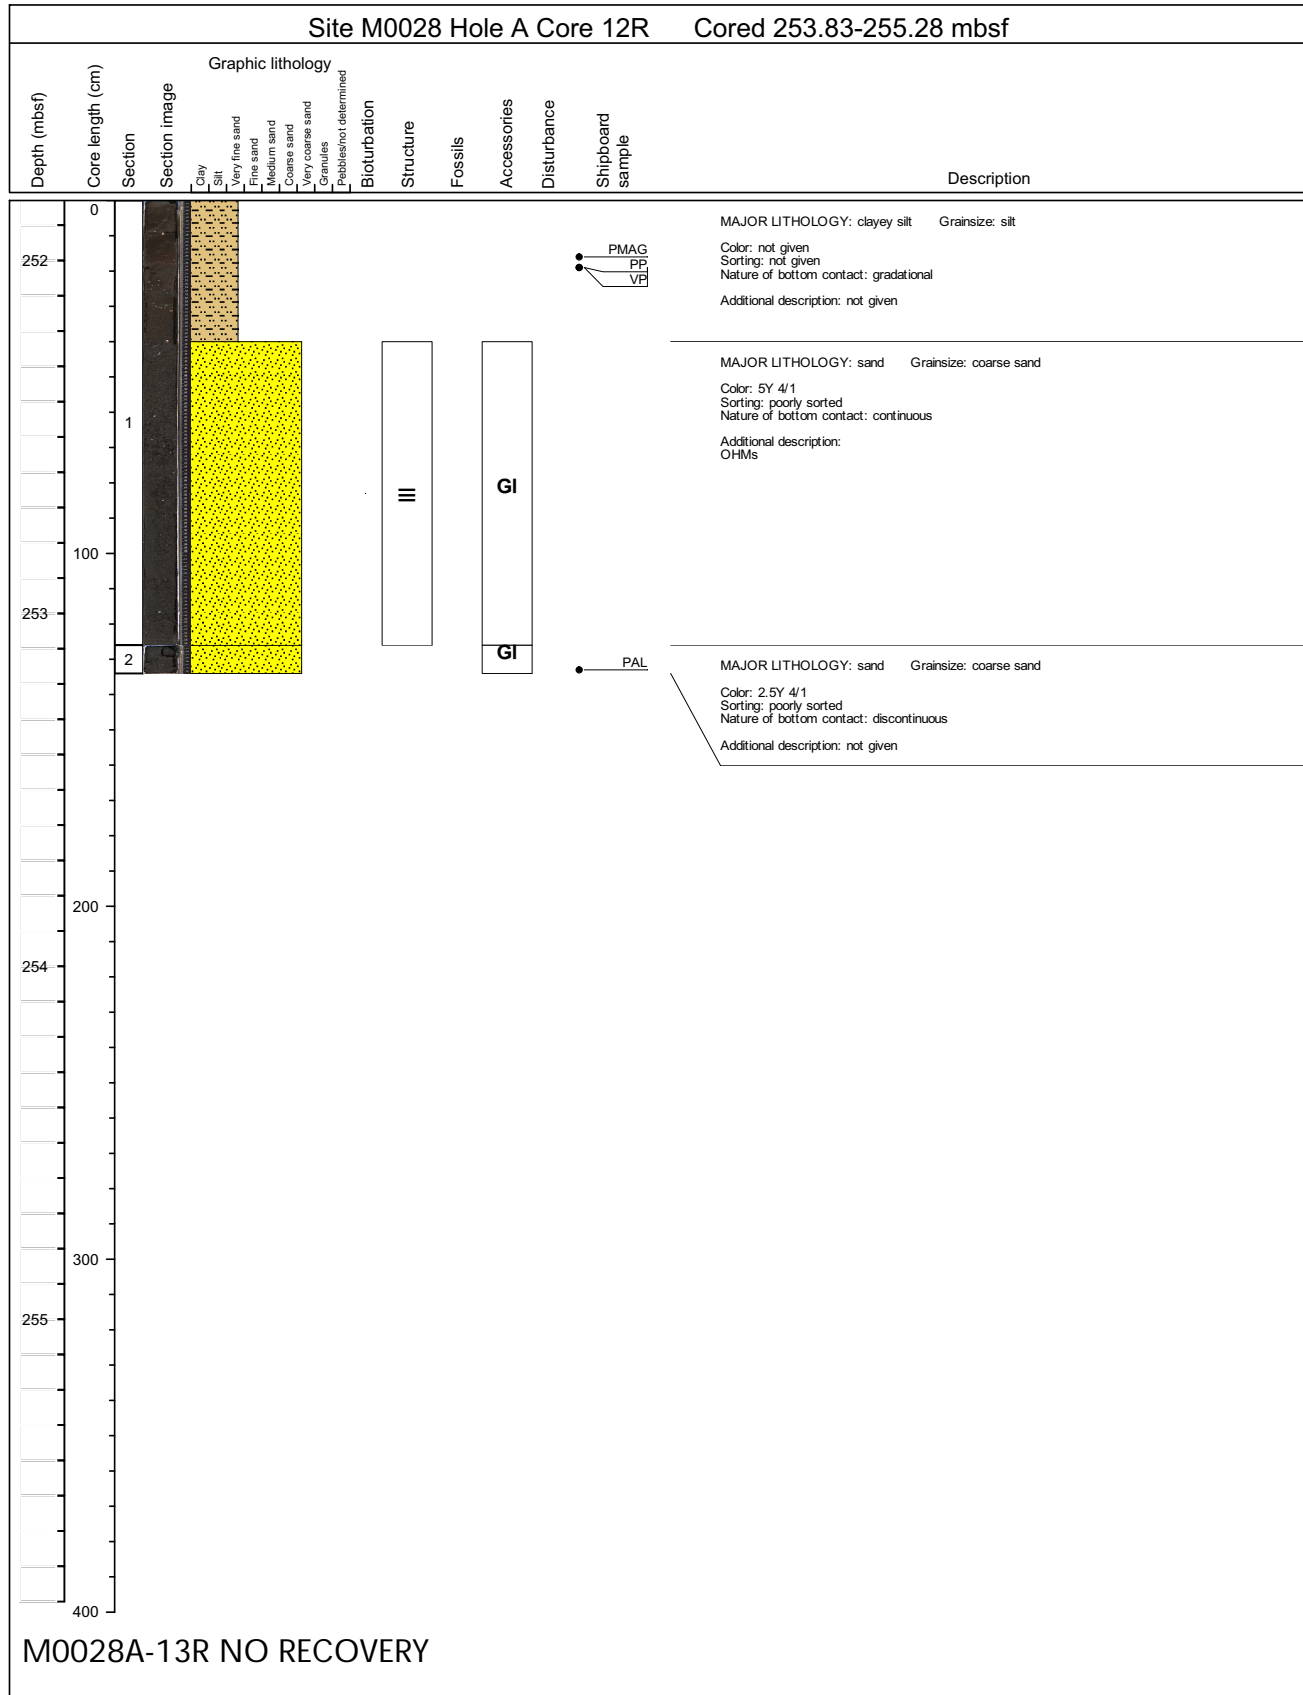 Site M0028 Hole A Core 12R Cored 253.83-255.28 mbsf
Graphic lithology
Depth (mbsf)
Core length (cm)
Section
Section image
Clay
Silt
Very fine sand
Fine sand
Medium sand
Coarse sand
Very coarse sand
Granules
Pebbles/not determined
Bioturbation
Structure
Fossils
Accessories
Disturbance
Shipboard
sample
Description
0
MAJOR LITHOLOGY: clayey silt Grainsize: silt
Color: not given
Sorting: not given
Nature of bottom contact: gradational
Additional description: not given
PMAG
PP
VP
252
MAJOR LITHOLOGY: sand Grainsize: coarse sand
Color: 5Y 4/1
Sorting: poorly sorted
Nature of bottom contact: continuous
Additional description:
OHMs
1
Gl
100
253
2
Gl
PAL
MAJOR LITHOLOGY: sand Grainsize: coarse sand
Color: 2.5Y 4/1
Sorting: poorly sorted
Nature of bottom contact: discontinuous
Additional description: not given
200
254
300
255
400
M0028A-13R NO RECOVERY